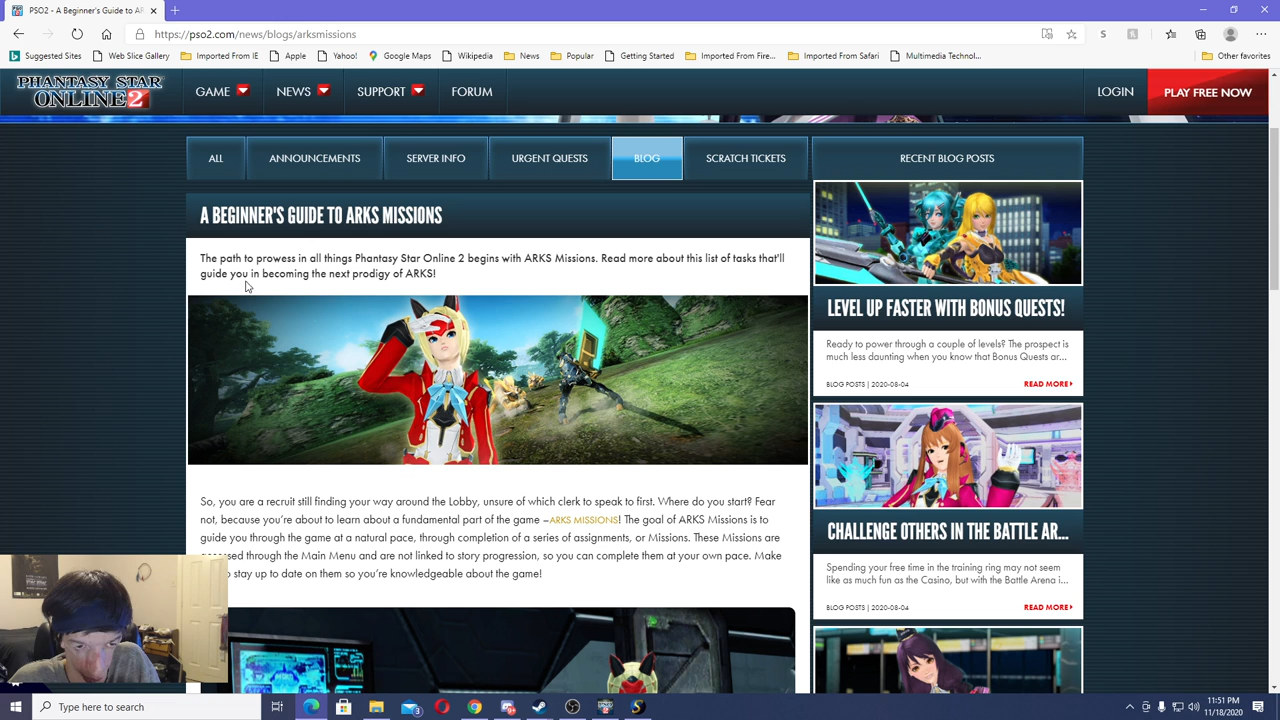 PSO2 - A Beginner's Guide to AR
https://pso2.com/news/blogs/arksmissions
Suggested Sites
Web Slice Gallery
Imported From IE
Apple
Yahoo!
Google Maps
Wikipedia
News
Popular
Getting Started
Imported From Fire...
Imported From Safari
Multimedia Technol...
Other favorites
PHANTASY STAR
ONLINE 2
GAME
NEWS
SUPPORT
FORUM
LOGIN
PLAY FREE NOW
ALL
ANNOUNCEMENTS
SERVER INFO
URGENT QUESTS
BLOG
SCRATCH TICKETS
RECENT BLOG POSTS
A BEGINNER'S GUIDE TO ARKS MISSIONS
The path to prowess in all things Phantasy Star Online 2 begins with ARKS Missions. Read more about this list of tasks that'll
guide you in becoming the next prodigy of ARKS!
So, you are a recruit still finding your way around the Lobby, unsure of which clerk to speak to first. Where do you start? Fear
not, because you're about to learn about a fundamental part of the game –ARKS MISSIONS! The goal of ARKS Missions is to
guide you through the game at a natural pace, through completion of a series of assignments, or Missions. These Missions are
through the Main Menu and are not linked to story progression, so you can complete them at your own pace. Make
stay up to date on them so you're knowledgeable about the game!
LEVEL UP FASTER WITH BONUS QUESTS!
Ready to power through a couple of levels? The prospect is
much less daunting when you know that Bonus Quests ar...
BLOG POSTS | 2020-08-04
READ MORE
CHALLENGE OTHERS IN THE BATTLE AR...
Spending your free time in the training ring may not seem
like as much fun as the Casino, but with the Battle Arena i...
BLOG POSTS | 2020-08-04
READ MORE
Type here to search
11:51 PM
11/18/2020